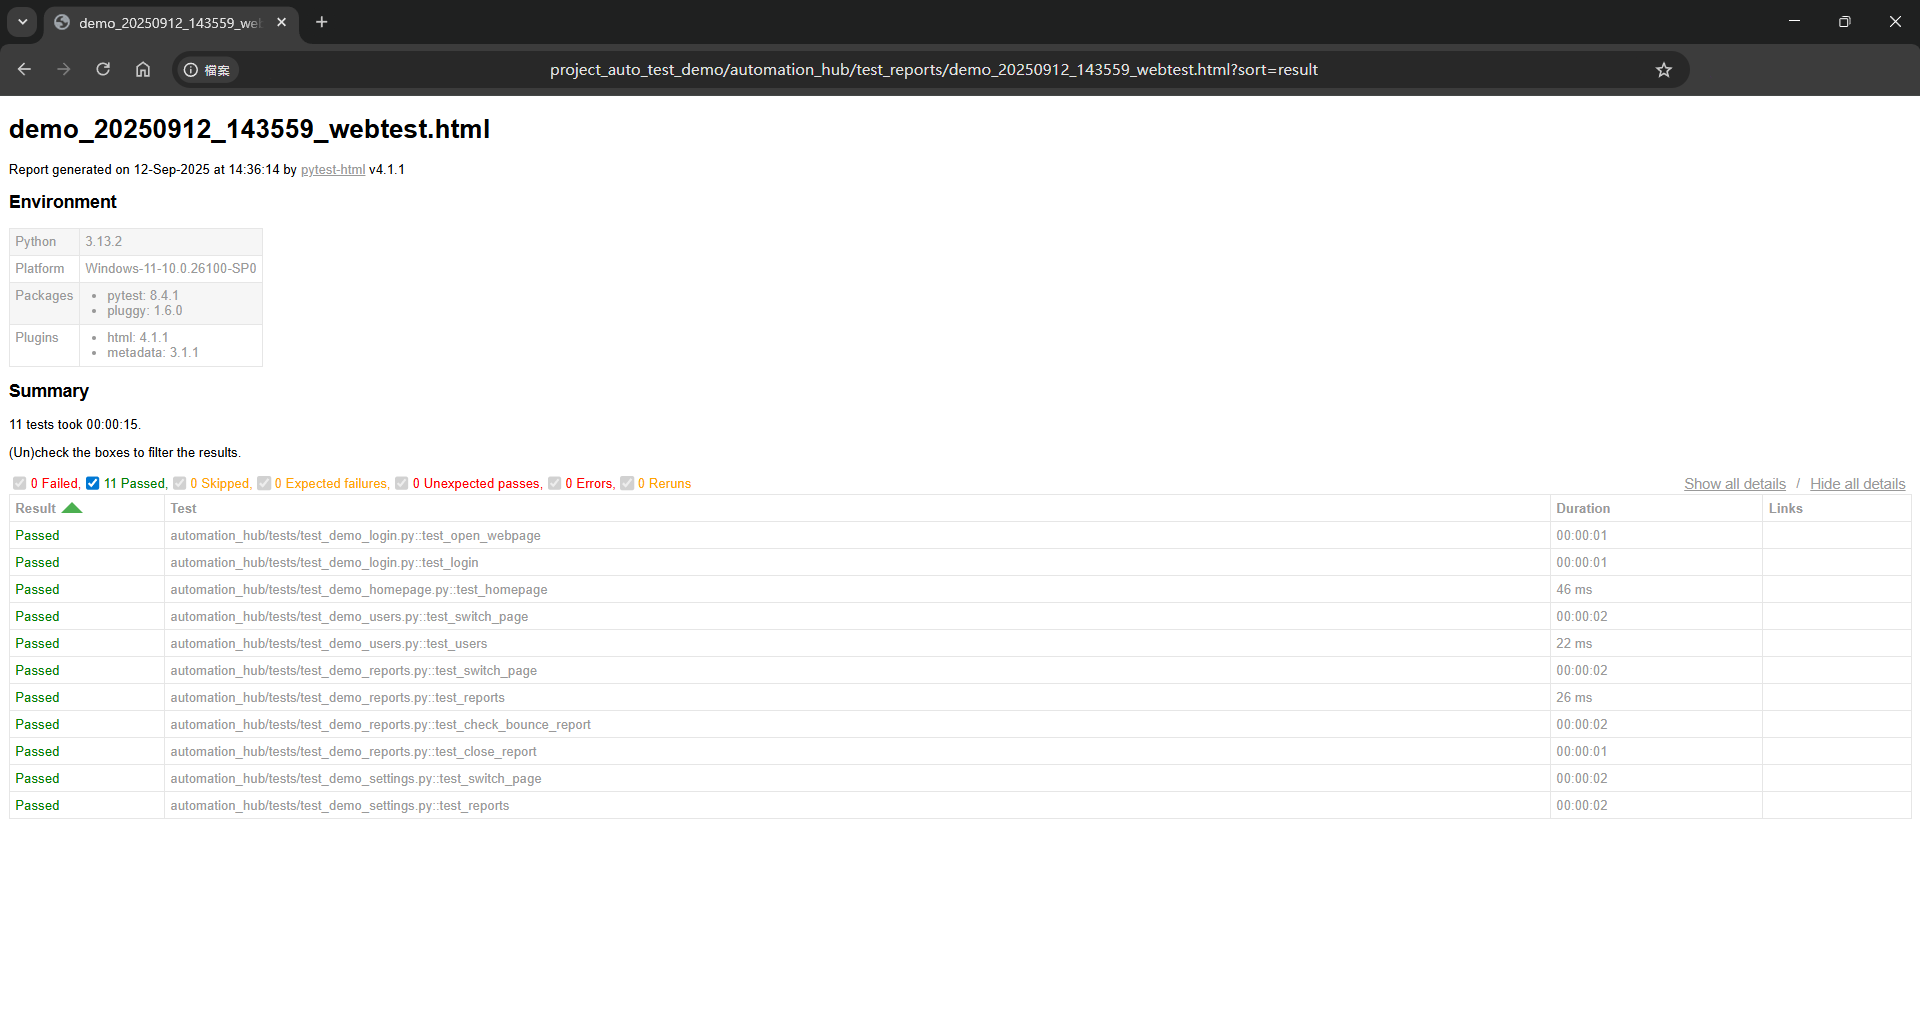 demo_20250912_143559_we
檔案
project_auto_test_demo/automation_hub/test_reports/demo_20250912_143559_webtest.html?sort=result
demo_20250912_143559_webtest.html
Report generated on 12-Sep-2025 at 14:36:14 by pytest-html v4.1.1
Environment
Python 3.13.2
Platform Windows-11-10.0.26100-SP0
Packages • pytest: 8.4.1
• pluggy: 1.6.0
Plugins • html: 4.1.1
• metadata: 3.1.1
Summary
11 tests took 00:00:15.
(Un)check the boxes to filter the results.
0 Failed, 11 Passed, 0 Skipped, 0 Expected failures, 0 Unexpected passes, 0 Errors, 0 Reruns Show all details / Hide all details
Result Test Duration Links
Passed automation_hub/tests/test_demo_login.py::test_open_webpage 00:00:01
Passed automation_hub/tests/test_demo_login.py::test_login 00:00:01
Passed automation_hub/tests/test_demo_homepage.py::test_homepage 46 ms
Passed automation_hub/tests/test_demo_users.py::test_switch_page 00:00:02
Passed automation_hub/tests/test_demo_users.py::test_users 22 ms
Passed automation_hub/tests/test_demo_reports.py::test_switch_page 00:00:02
Passed automation_hub/tests/test_demo_reports.py::test_reports 26 ms
Passed automation_hub/tests/test_demo_reports.py::test_check_bounce_report 00:00:02
Passed automation_hub/tests/test_demo_reports.py::test_close_report 00:00:01
Passed automation_hub/tests/test_demo_settings.py::test_switch_page 00:00:02
Passed automation_hub/tests/test_demo_settings.py::test_reports 00:00:02